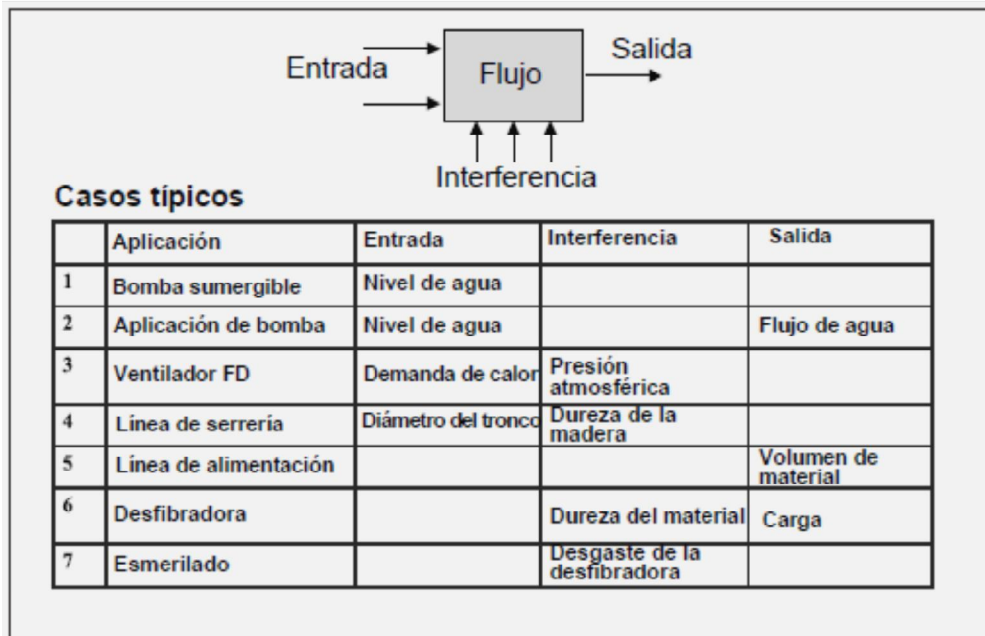 Entrada
Flujo
Salida
Interferencia
Casos típicos
Aplicación Entrada Interferencia Salida
1 Bomba sumergible Nivel de agua
2 Aplicación de bomba Nivel de agua Flujo de agua
3 Ventilador FD Demanda de calor Presión
atmosférica
4 Línea de serrería Diámetro del tronco Dureza de la
madera
5 Línea de alimentación Volumen de
material
6 Desfibradora Dureza del material Carga
7 Esmerilado Desgaste de la
desfibradora